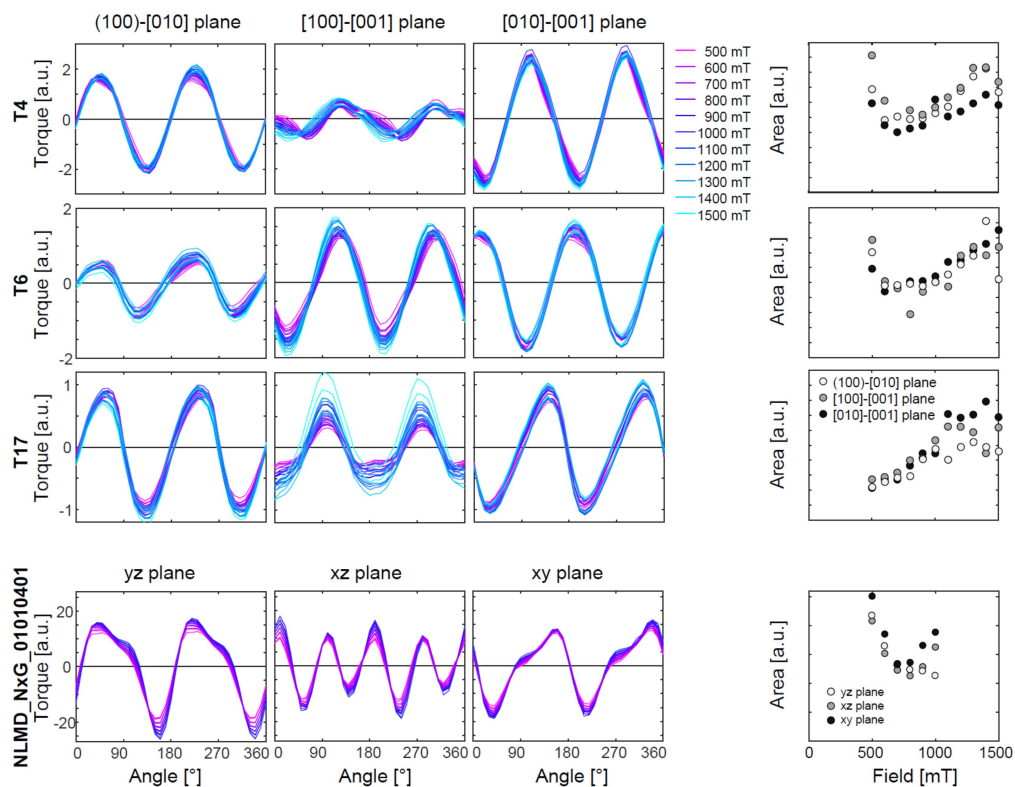 (100)-[010] plane
[100]-[001] plane
[010]-[001] plane
T4
Torque [a.u.]
2
0
-2
500 mT
600 mT
700 mT
800 mT
900 mT
1000 mT
1100 mT
1200 mT
1300 mT
1400 mT
1500 mT
Area [a.u.]
T6
Torque [a.u.]
2
0
-2
Area [a.u.]
T17
Torque [a.u.]
1
0
-1
Area [a.u.]
(100)-[010] plane
[100]-[001] plane
[010]-[001] plane
NLMD_NxG_01010401
yz plane
xz plane
xy plane
Torque [a.u.]
20
0
-20
0 90 180 270 360
90 180 270 360
90 180 270 360
Angle [°]
Angle [°]
Angle [°]
Area [a.u.]
yz plane
xz plane
xy plane
0 500 1000 1500
Field [mT]